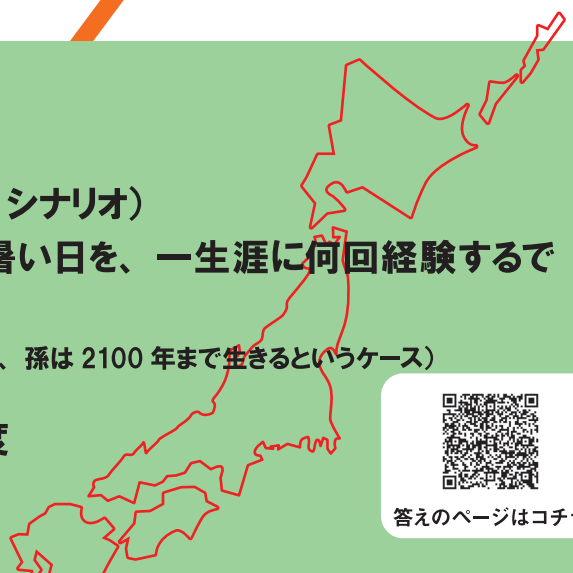 シナリオ）
暑い日を、一生涯に何回経験するで
、孫は 2100 年まで生きるというケース）
度
答えのページはコチ